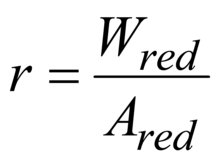 r = W_red / A_red